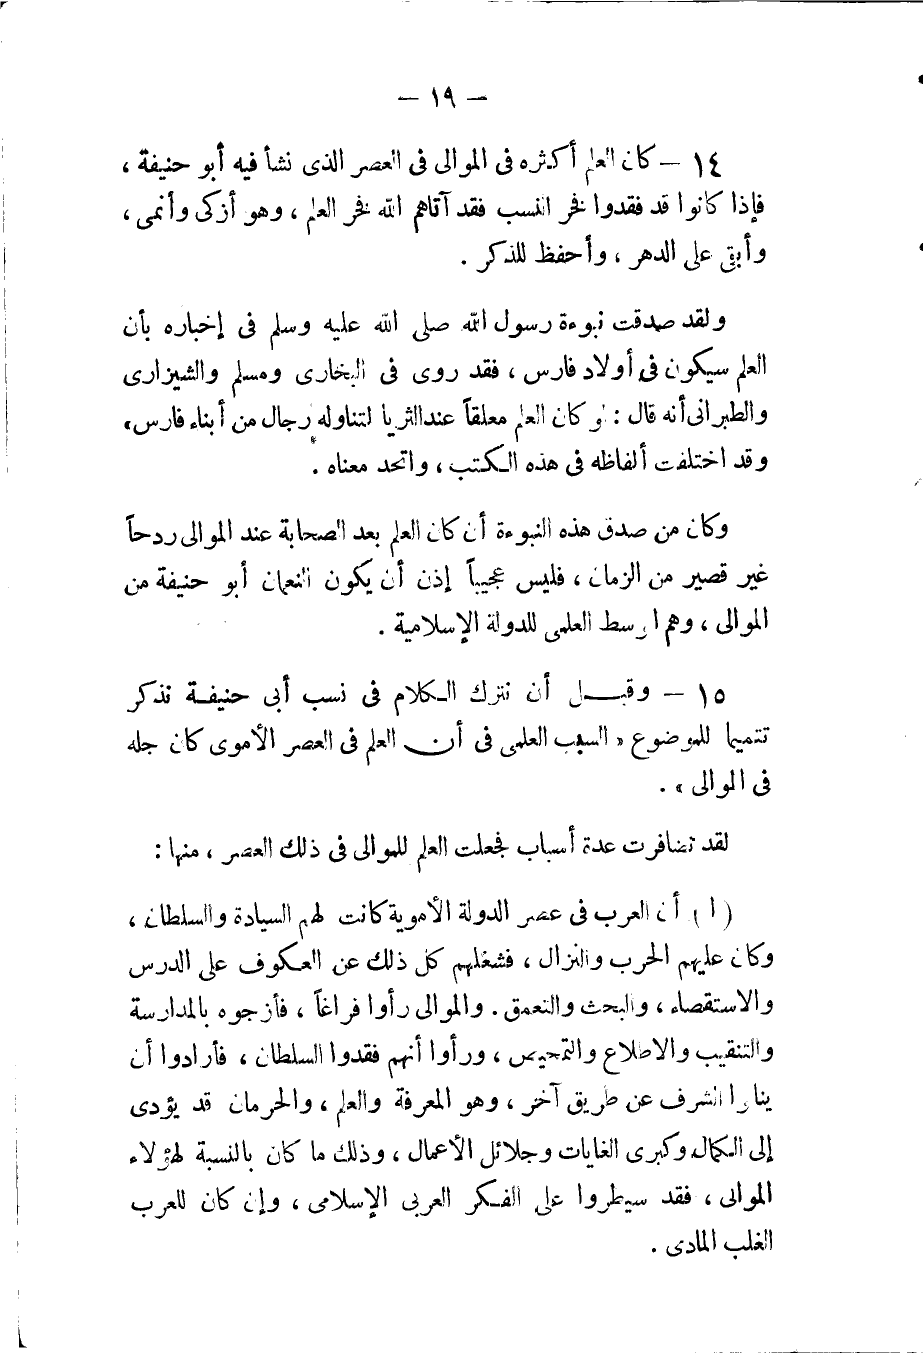 — ١٩ —
١٤ — كان العلم أكثره فى الموالى فى العصر الذى نشأ فيه أبو حنيفة ،
فإذا كانوا قد فقدوا فخر النسب فقد آتاهم الله فخر العلم ، وهو أزكى وأنمى ،
وأبقى على الدهر ، وأحفظ للذكر .
ولقد صدقت نبوءة رسول الله صلى الله عليه وسلم فى إخباره بأن
العلم سيكون فى أولاد فارس ، فقد روى فى البخارى ومسلم والشيزارى
والطبرانى أنه قال : لو كان العلم معلقاً عند الثريا لتناوله رجال من أبناء فارس»
وقد اختلفت ألفاظه فى هذه الكتب ، واتحد معناه .
وكان من صدق هذه النبوءة أن كان العلم بعد الصحابة عند الموالى ردحاً
غير قصير من الزمان ، فليس عجيباً إذن أن يكون النعمان أبو حنيفة من
الموالى ، وهم الوسط العلمى للدولة الإسلامية .
١٥ — وقبل أن نترك الكلام فى نسب أبى حنيفة نذكر
تتميما للموضوع « السبب العلمى فى أن العلم فى العصر الأموى كان جله
فى الموالى » .
لقد تضافرت عدة أسباب فجعلت العلم للموالى فى ذلك العصر ، منها :
( ا ) أن العرب فى عصر الدولة الأموية كانت لهم السيادة والسلطان ،
وكان عليهم الحرب والنزال ، فشغلهم كل ذلك عن العكوف على الدرس
والاستقصاء ، والبحث والتعمق . والموالى رأوا فراغاً ، فأزجوه بالمدارسة
والتنقيب والاطلاع والتمحيص ، ورأوا أنهم فقدوا السلطان ، فأرادوا أن
ينالوا الشرف عن طريق آخر ، وهو المعرفة والعلم ، والحرمان قد يؤدى
إلى الكمال وكبرى الغايات وجلائل الأعمال ، وذلك ما كان بالنسبة لهؤلاء
الموالى ، فقد سيطروا على الفكر العربى الإسلامى ، وإن كان للعرب
الغلب المادى .